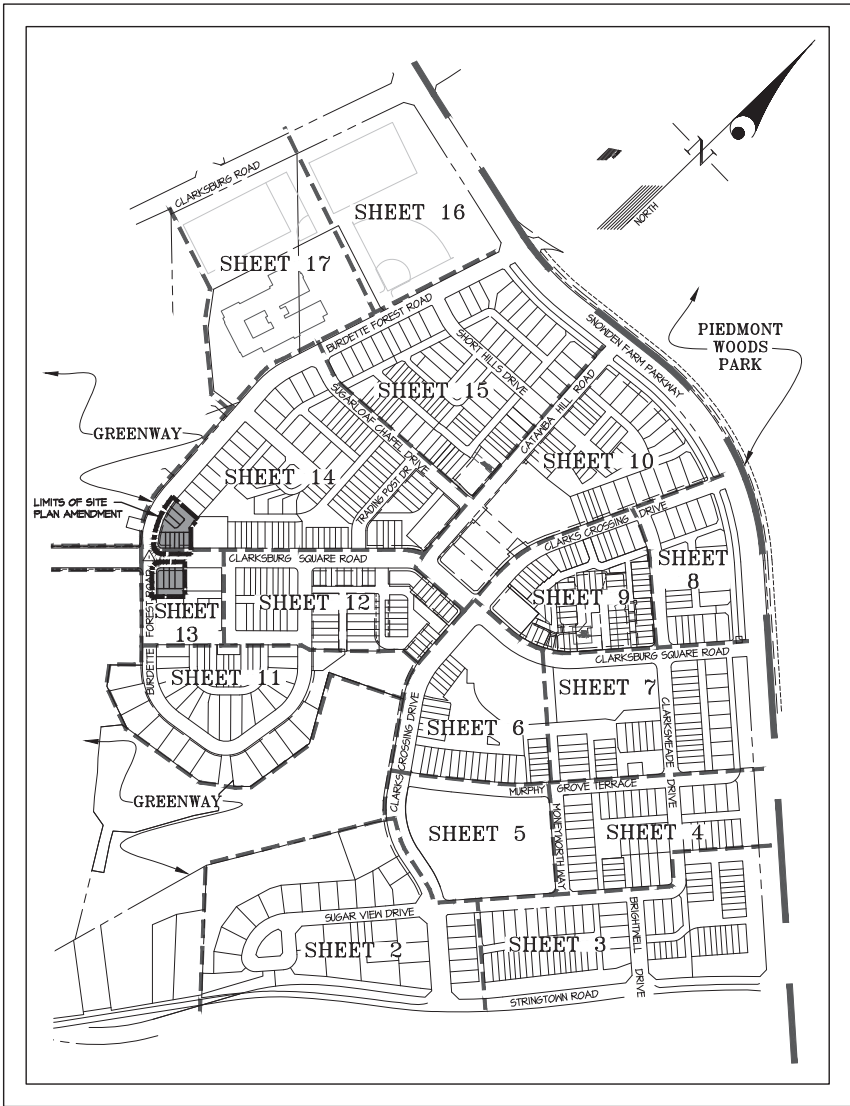 CLARKSBURG ROAD
SHEET 16
SHEET 17
NORTH
N
BURDETTE FOREST ROAD
SNOWDEN FARM PARKWAY
PIEDMONT
WOODS
PARK
SHORT HILLS DRIVE
SHEET 15
CATAMBA HILL ROAD
SUGARLOAF CHAPEL DRIVE
GREENWAY
SHEET 14
SHEET 10
TRADING POST DR.
LIMITS OF SITE
PLAN AMENDMENT
CLARKS CROSSING DRIVE
CLARKSBURG SQUARE ROAD
SHEET
8
SHEET 12
SHEET 9
BURDETTE FOREST ROAD
SHEET
13
CLARKSBURG SQUARE ROAD
SHEET 11
SHEET 7
CLARKSMEADE DRIVE
SHEET 6
CLARKS CROSSING DRIVE
MURPHY GROVE TERRACE
GREENWAY
MONEYWORTH WAY
SHEET 5
SHEET 4
SUGAR VIEW DRIVE
BRIGHTWELL DRIVE
SHEET 2
SHEET 3
STRINGTOWN ROAD